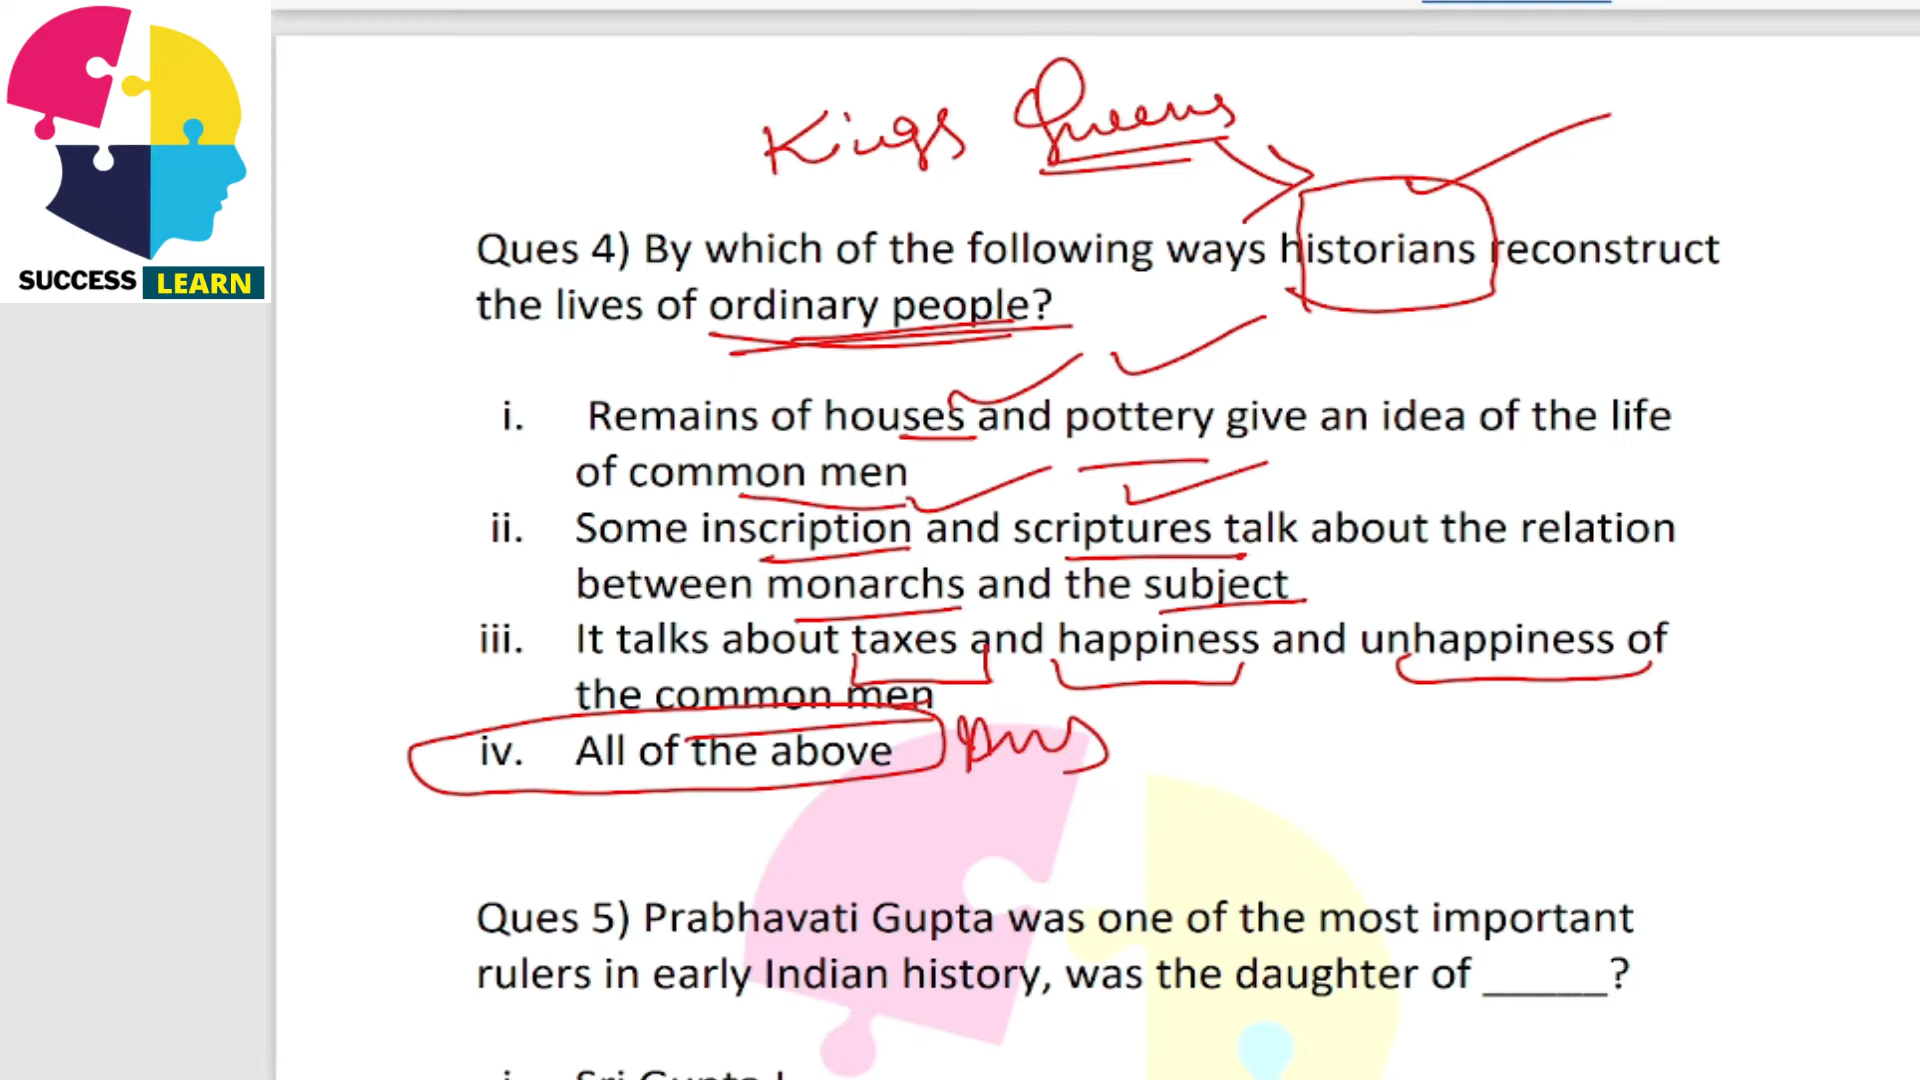 SUCCESS LEARN
Kings Queens
Ques 4) By which of the following ways historians reconstruct
the lives of ordinary people?
i. Remains of houses and pottery give an idea of the life
of common men
ii. Some inscription and scriptures talk about the relation
between monarchs and the subject
iii. It talks about taxes and happiness and unhappiness of
the common men
iv. All of the above Ans
Ques 5) Prabhavati Gupta was one of the most important
rulers in early Indian history, was the daughter of ______?
i. Sri Gupta I